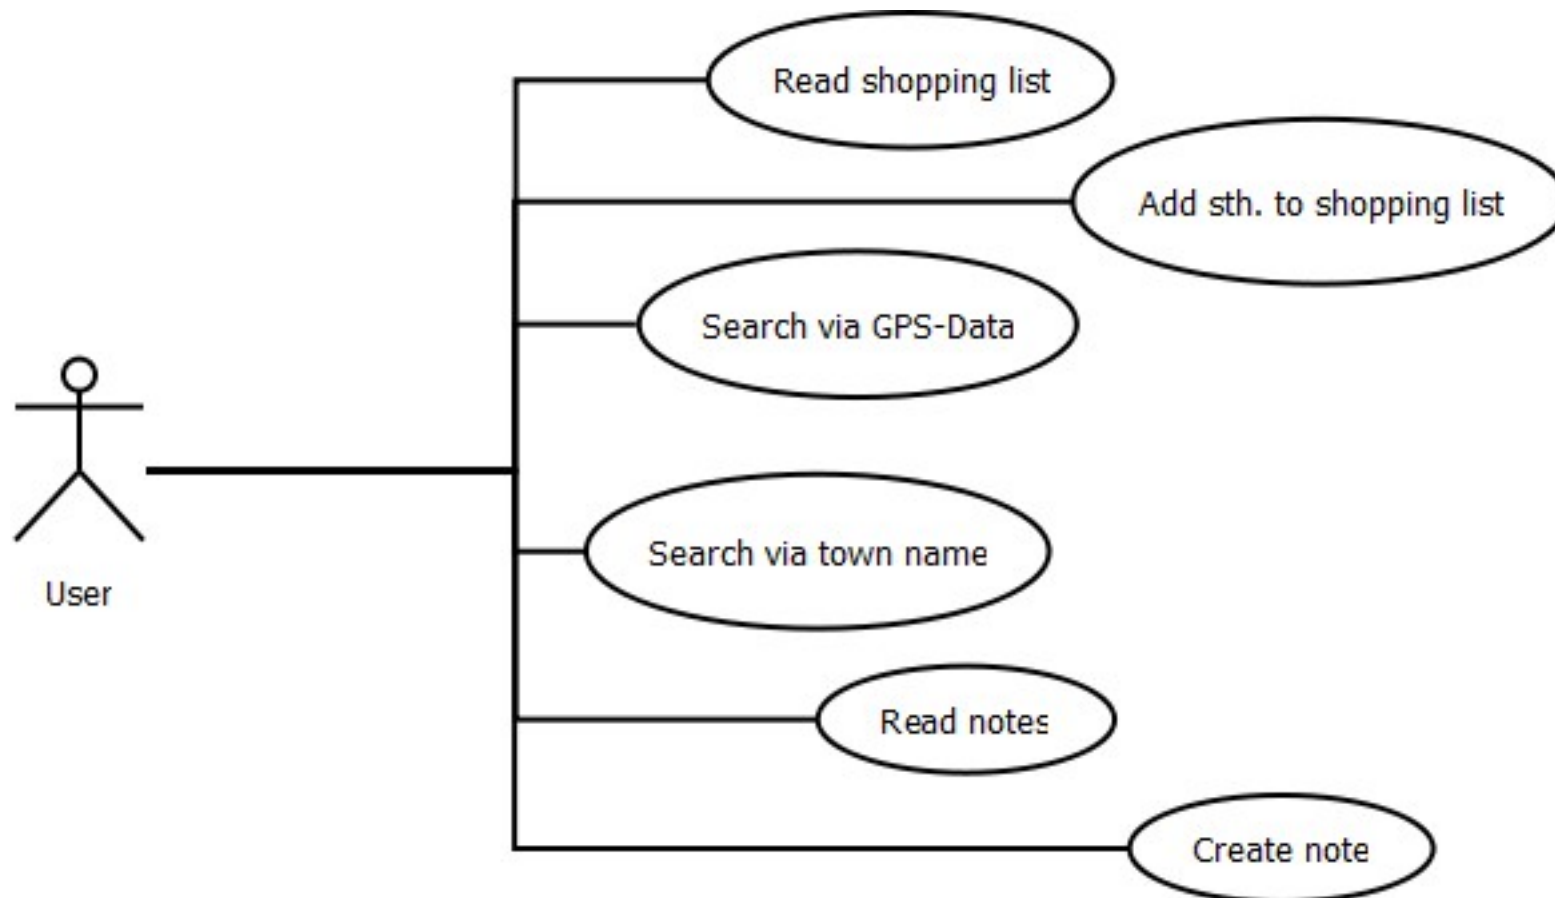 Read shopping list
Add sth. to shopping list
Search via GPS-Data
User
Search via town name
Read notes
Create note